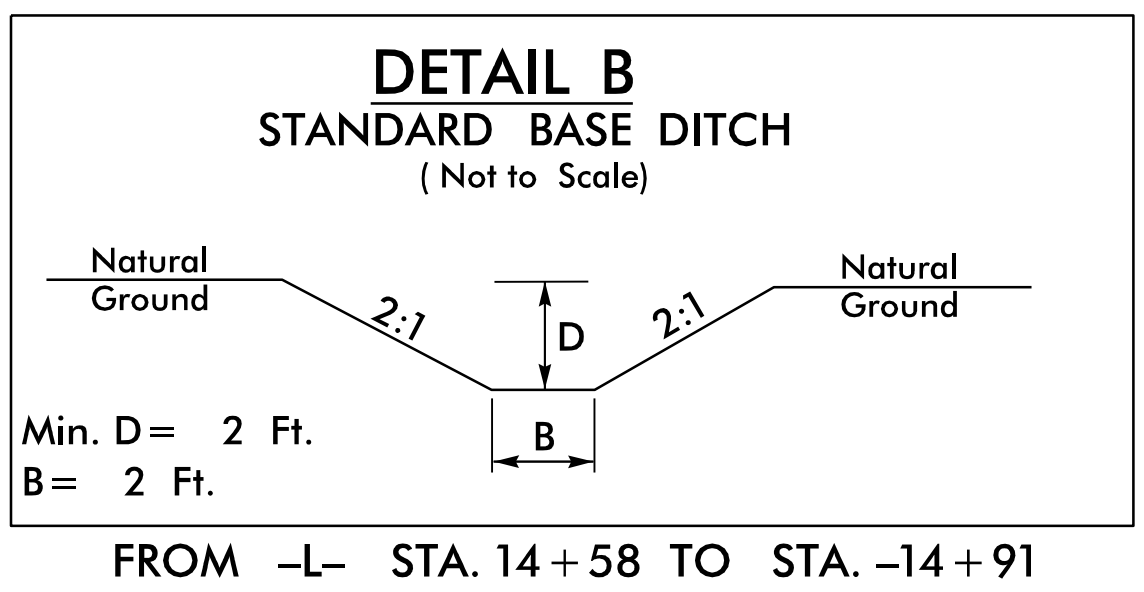 DETAIL B
STANDARD BASE DITCH
( Not to Scale)
Natural
Ground
2:1
D
2:1
Natural
Ground
B
Min. D= 2 Ft.
B= 2 Ft.
FROM –L– STA. 14+58 TO STA. –14+91